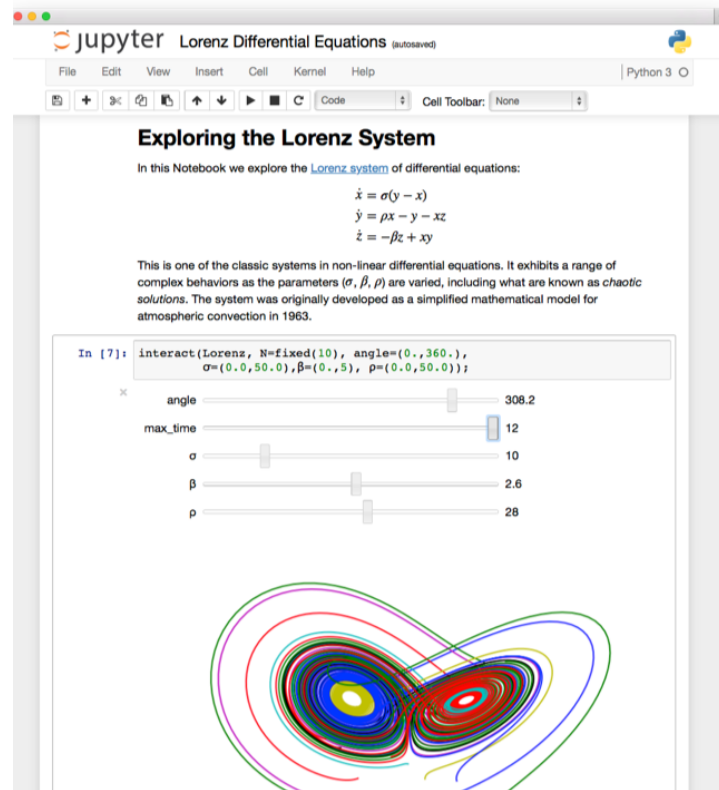 jupyter Lorenz Differential Equations (autosaved)
File Edit View Insert Cell Kernel Help Python 3
Code Cell Toolbar: None
Exploring the Lorenz System
In this Notebook we explore the Lorenz system of differential equations:
ẋ = σ(y − x)
ẏ = ρx − y − xz
ż = −βz + xy
This is one of the classic systems in non-linear differential equations. It exhibits a range of
complex behaviors as the parameters (σ, β, ρ) are varied, including what are known as chaotic
solutions. The system was originally developed as a simplified mathematical model for
atmospheric convection in 1963.
In [7]: interact(Lorenz, N=fixed(10), angle=(0.,360.),
σ=(0.0,50.0),β=(0.,5), ρ=(0.0,50.0));
angle 308.2
max_time 12
σ 10
β 2.6
ρ 28